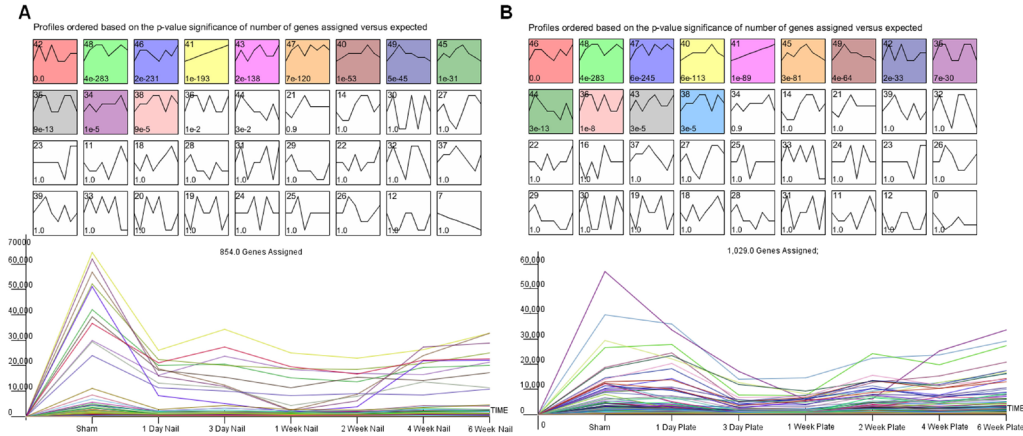 A
Profiles ordered based on the p-value significance of number of genes assigned versus expected
42 48 46 41 43 47 40 49 45
0.0 4e-283 2e-231 1e-193 2e-138 7e-120 1e-53 5e-45 1e-31
35 34 38 36 44 21 14 30 27
9e-13 1e-5 9e-5 1e-2 3e-2 0.9 1.0 1.0 1.0
23 11 18 28 31 29 22 32 37
1.0 1.0 1.0 1.0 1.0 1.0 1.0 1.0 1.0
39 33 20 19 24 25 26 12 7
1.0 1.0 1.0 1.0 1.0 1.0 1.0 1.0 1.0
854.0 Genes Assigned
70000
60,000
50,000
40,000
30,000
20,000
10,000
0
TIME
Sham 1 Day Nail 3 Day Nail 1 Week Nail 2 Week Nail 4 Week Nail 6 Week Nail
B
Profiles ordered based on the p-value significance of number of genes assigned versus expected
46 48 47 40 41 45 49 42 35
0.0 4e-283 6e-245 6e-113 1e-89 3e-81 4e-64 2e-33 7e-30
44 36 43 38 34 14 21 39 32
3e-13 1e-8 3e-5 3e-5 0.9 1.0 1.0 1.0 1.0
22 16 37 27 25 33 24 23 26
1.0 1.0 1.0 1.0 1.0 1.0 1.0 1.0 1.0
29 30 19 18 28 31 11 12 0
1.0 1.0 1.0 1.0 1.0 1.0 1.0 1.0 1.0
1,029.0 Genes Assigned;
60,000
50,000
40,000
30,000
20,000
10,000
0
TIME
Sham 1 Day Plate 3 Day Plate 1 Week Plate 2 Week Plate 4 Week Plate 6 Week Plate